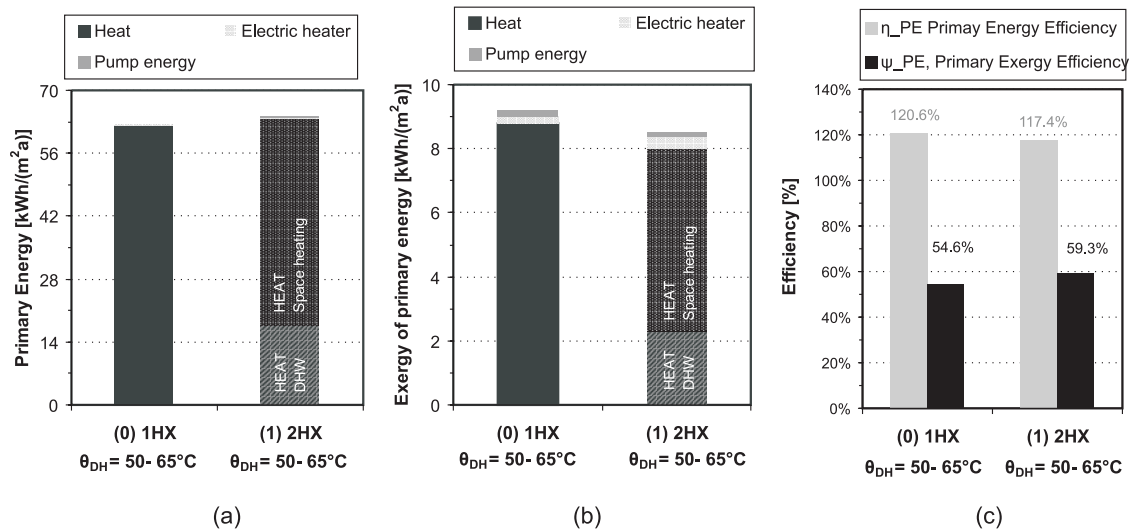 Heat
Electric heater
Pump energy
Primary Energy [kWh/(m²a)]
70
56
42
28
14
0
HEAT
Space heating
HEAT
DHW
(0) 1HX
(1) 2HX
θDH = 50- 65°C
θDH = 50- 65°C
(a)
Heat
Electric heater
Pump energy
Exergy of primary energy [kWh/(m²a)]
10
8
6
4
2
0
HEAT
Space heating
HEAT
DHW
(0) 1HX
(1) 2HX
θDH = 50- 65°C
θDH = 50- 65°C
(b)
η_PE Primay Energy Efficiency
ψ_PE, Primary Exergy Efficiency
Efficiency [%]
140%
120%
100%
80%
60%
40%
20%
0%
120.6%
117.4%
54.6%
59.3%
(0) 1HX
(1) 2HX
θDH = 50- 65°C
θDH = 50- 65°C
(c)